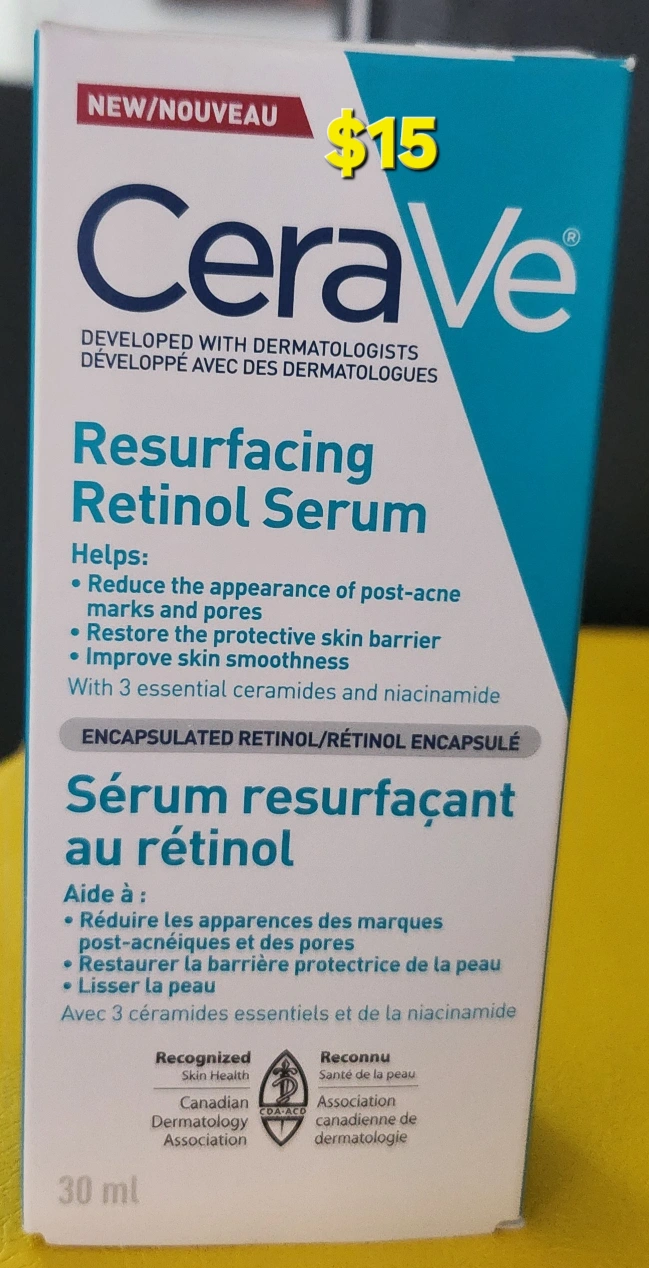 NEW/NOUVEAU
$15
CeraVe®
DEVELOPED WITH DERMATOLOGISTS
DÉVELOPPÉ AVEC DES DERMATOLOGUES
Resurfacing
Retinol Serum
Helps:
• Reduce the appearance of post-acne
marks and pores
• Restore the protective skin barrier
• Improve skin smoothness
With 3 essential ceramides and niacinamide
ENCAPSULATED RETINOL/RÉTINOL ENCAPSULÉ
Sérum resurfaçant
au rétinol
Aide à :
• Réduire les apparences des marques
post-acnéiques et des pores
• Restaurer la barrière protectrice de la peau
• Lisser la peau
Avec 3 céramides essentiels et de la niacinamide
Recognized
Skin Health
Canadian
Dermatology
Association
CDA-ACD
Reconnu
Santé de la peau
Association
canadienne de
dermatologie
30 ml